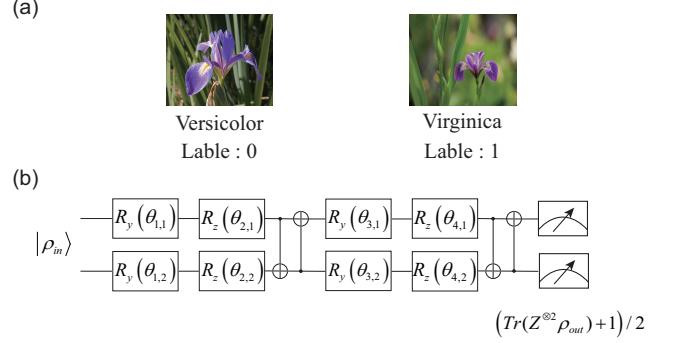 (a)
Versicolor Virginica
Lable : 0 Lable : 1
(b)
R_y(θ_{1,1}) R_z(θ_{2,1}) R_y(θ_{3,1}) R_z(θ_{4,1})
|ρ_{in}⟩
R_y(θ_{1,2}) R_z(θ_{2,2}) R_y(θ_{3,2}) R_z(θ_{4,2})
(Tr(Z^{⊗2}ρ_{out})+1)/2